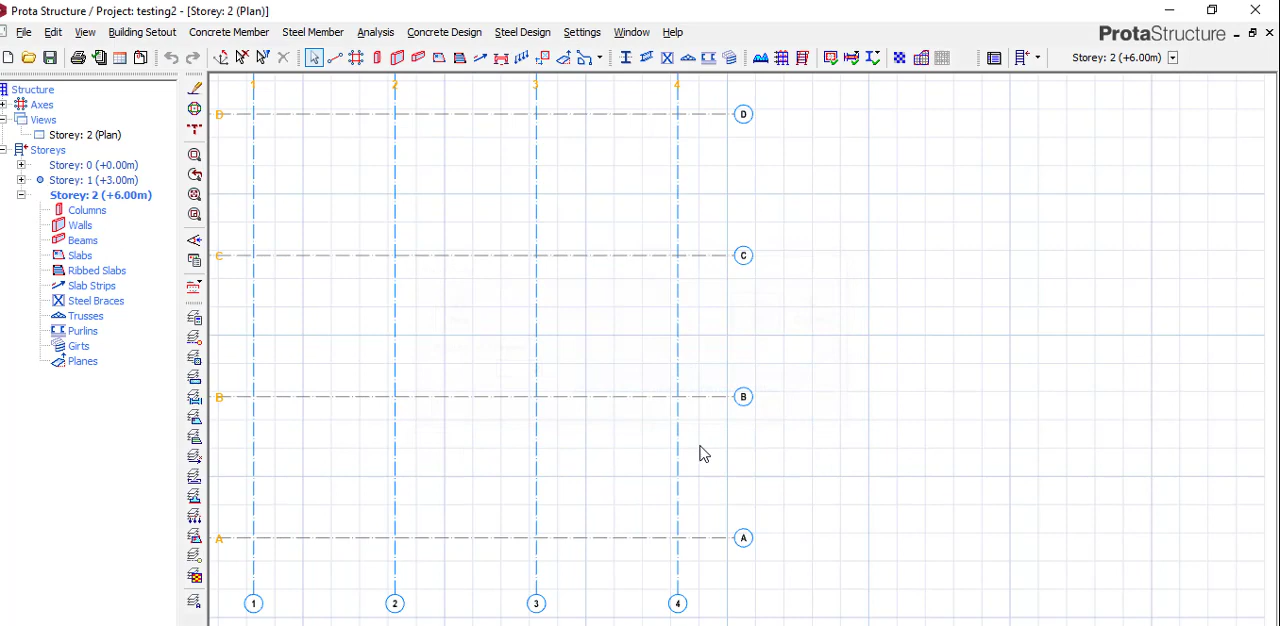 Prota Structure / Project: testing2 - [Storey: 2 (Plan)]
File Edit View Building Setout Concrete Member Steel Member Analysis Concrete Design Steel Design Settings Window Help
ProtaStructure
Storey: 2 (+6.00m)
Structure
Axes
Views
Storey: 2 (Plan)
Storeys
Storey: 0 (+0.00m)
Storey: 1 (+3.00m)
Storey: 2 (+6.00m)
Columns
Walls
Beams
Slabs
Ribbed Slabs
Slab Strips
Steel Braces
Trusses
Purlins
Girts
Planes
1 2 3 4
D D
C C
B B
A A
1 2 3 4